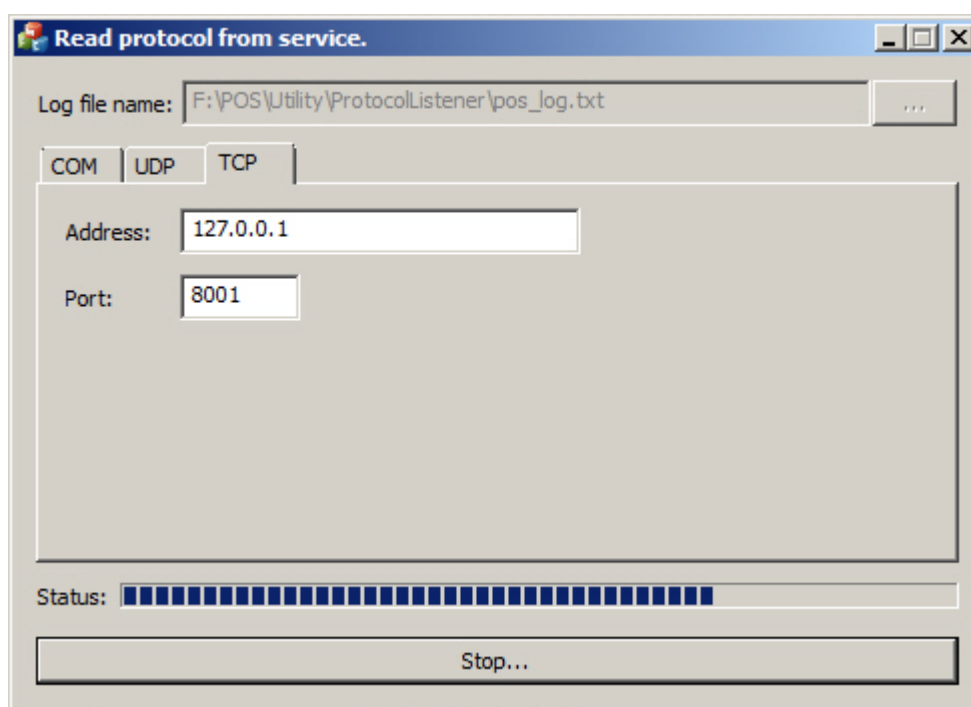 Read protocol from service.
Log file name: F:\POS\Utility\ProtocolListener\pos_log.txt ...
COM UDP TCP
Address: 127.0.0.1
Port: 8001
Status:
Stop...